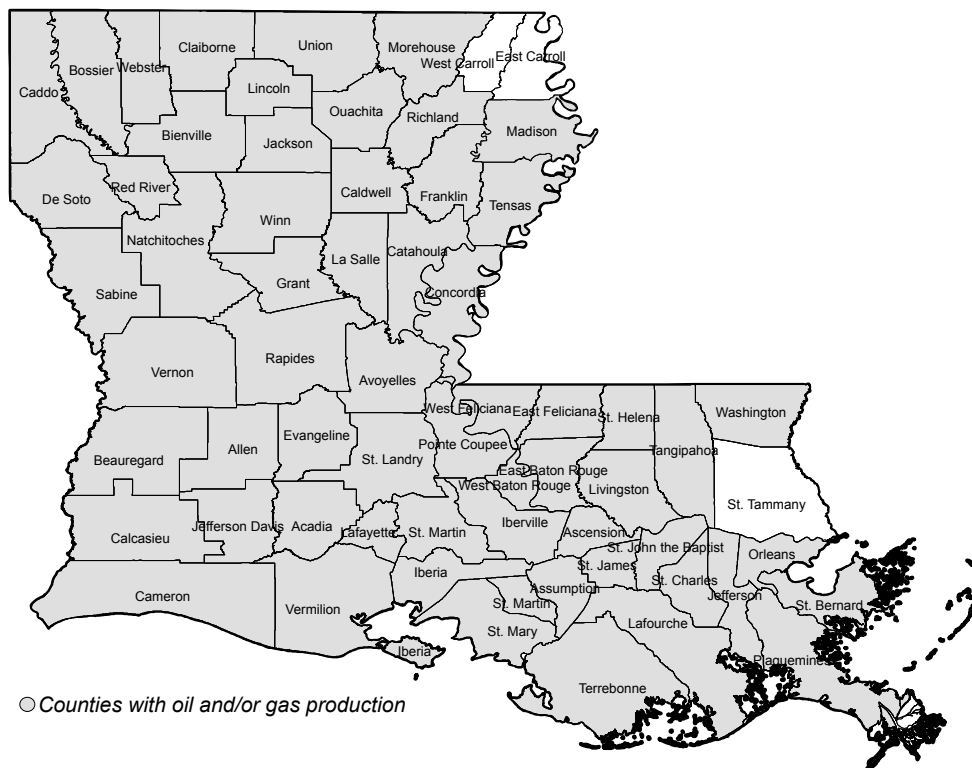 Claiborne
Union
Morehouse
West Carroll
East Carroll
Bossier
Webster
Caddo
Lincoln
Ouachita
Richland
Madison
Bienville
Jackson
Red River
De Soto
Caldwell
Franklin
Tensas
Winn
Natchitoches
La Salle
Catahoula
Grant
Sabine
Concordia
Rapides
Vernon
Avoyelles
West Feliciana
East Feliciana
St. Helena
Washington
Evangeline
Allen
Pointe Coupee
Tangipahoa
Beauregard
St. Landry
East Baton Rouge
West Baton Rouge
Livingston
St. Tammany
Jefferson Davis
Acadia
Lafayette
St. Martin
Iberville
Ascension
Calcasieu
St. John the Baptist
Orleans
St. James
Iberia
St. Charles
Assumption
Jefferson
Cameron
Vermilion
St. Martin
St. Bernard
Lafourche
St. Mary
Iberia
Plaquemines
Terrebonne
Counties with oil and/or gas production